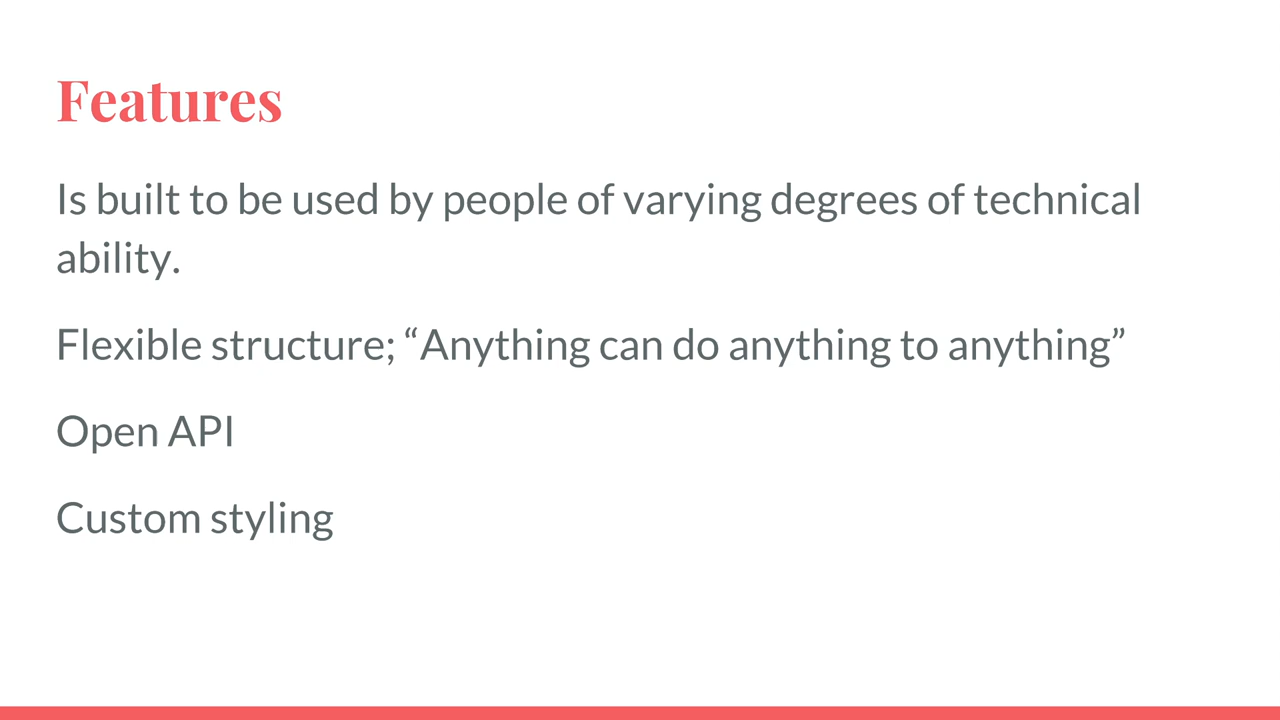 Features
Is built to be used by people of varying degrees of technical
ability.
Flexible structure; “Anything can do anything to anything”
Open API
Custom styling